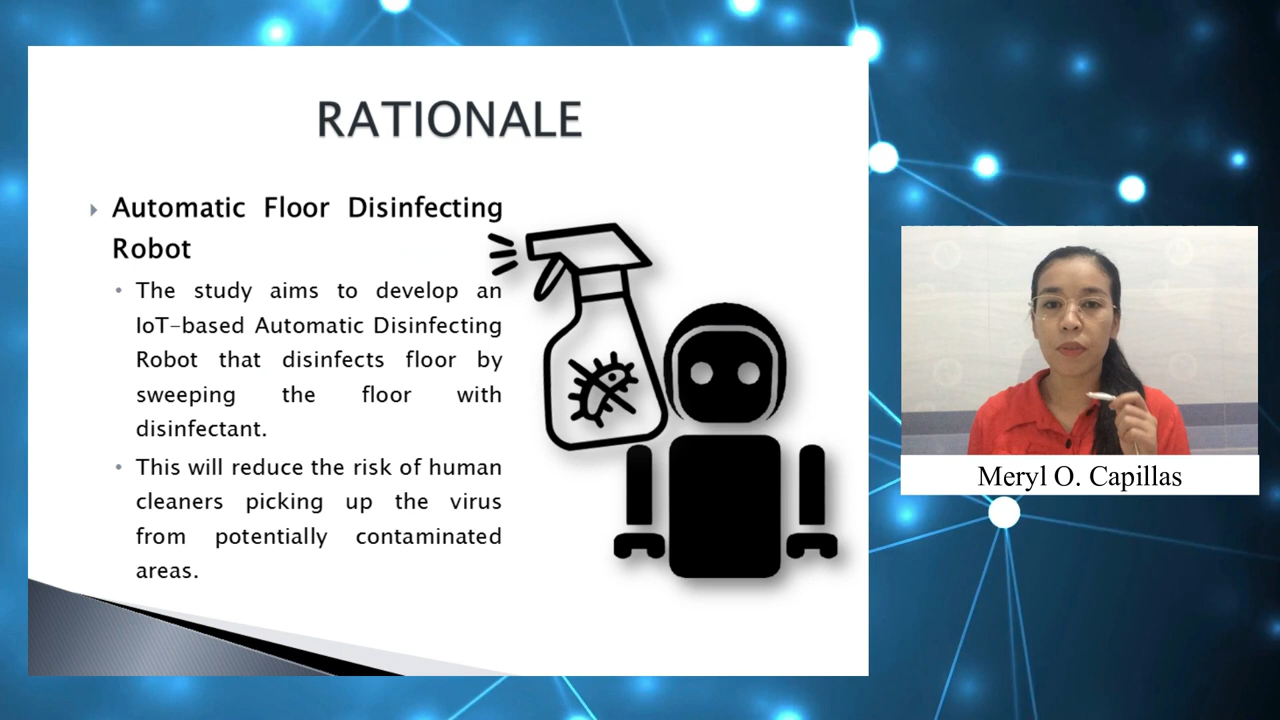 RATIONALE
Automatic Floor Disinfecting
Robot
The study aims to develop an
IoT-based Automatic Disinfecting
Robot that disinfects floor by
sweeping the floor with
disinfectant.
This will reduce the risk of human
cleaners picking up the virus
from potentially contaminated
areas.
Meryl O. Capillas